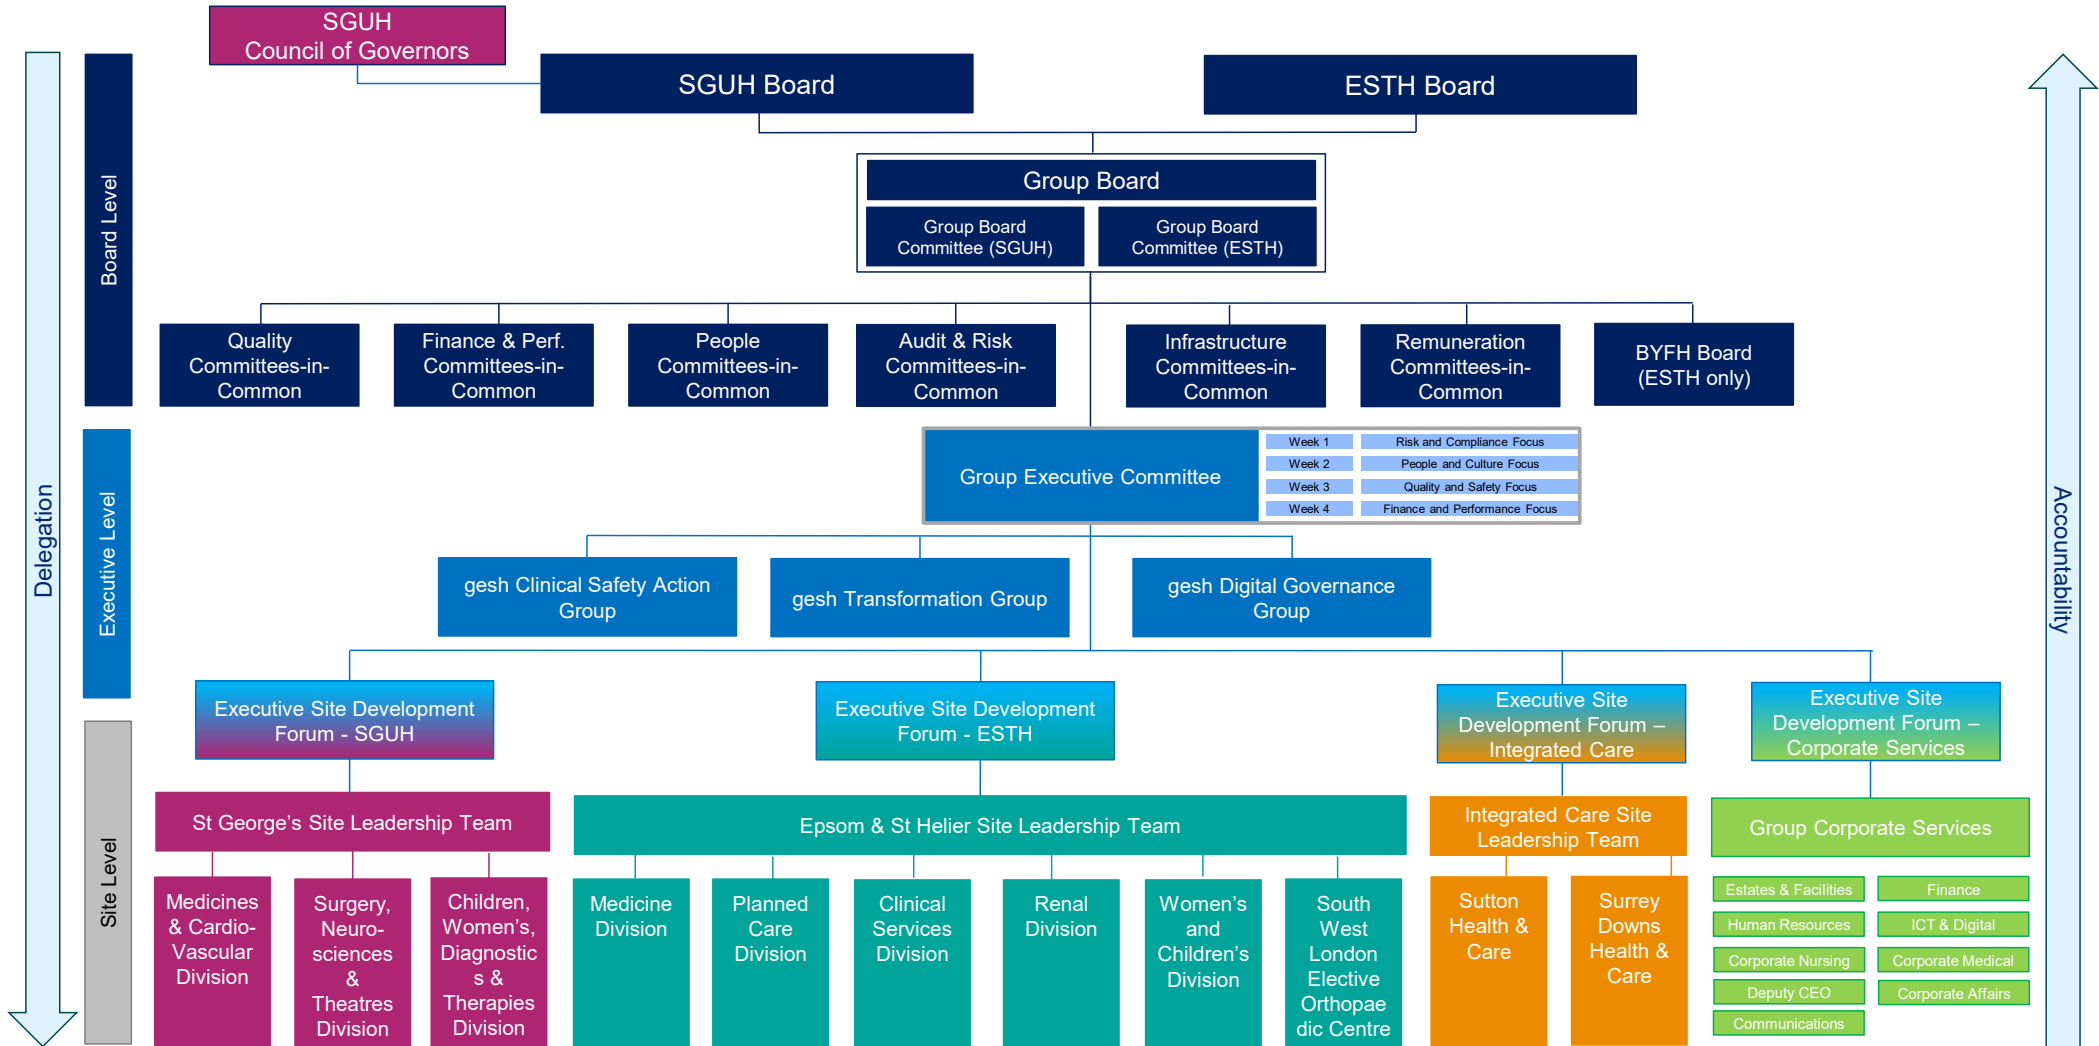 SGUH
Council of Governors
SGUH Board
ESTH Board
Board Level
Group Board
Group Board
Committee (SGUH)
Group Board
Committee (ESTH)
Quality
Committees-in-
Common
Finance & Perf.
Committees-in-
Common
People
Committees-in-
Common
Audit & Risk
Committees-in-
Common
Infrastructure
Committees-in-
Common
Remuneration
Committees-in-
Common
BYFH Board
(ESTH only)
Delegation
Accountability
Executive Level
Group Executive Committee
Week 1
Risk and Compliance Focus
Week 2
People and Culture Focus
Week 3
Quality and Safety Focus
Week 4
Finance and Performance Focus
gesh Clinical Safety Action
Group
gesh Transformation Group
gesh Digital Governance
Group
Executive Site Development
Forum - SGUH
Executive Site Development
Forum - ESTH
Executive Site
Development Forum –
Integrated Care
Executive Site
Development Forum –
Corporate Services
Site Level
St George’s Site Leadership Team
Epsom & St Helier Site Leadership Team
Integrated Care Site
Leadership Team
Group Corporate Services
Medicines
& Cardio-
Vascular
Division
Surgery,
Neuro-
sciences
&
Theatres
Division
Children,
Women’s,
Diagnostic
s &
Therapies
Division
Medicine
Division
Planned
Care
Division
Clinical
Services
Division
Renal
Division
Women’s
and
Children’s
Division
South
West
London
Elective
Orthopae
dic Centre
Sutton
Health &
Care
Surrey
Downs
Health &
Care
Estates & Facilities
Finance
Human Resources
ICT & Digital
Corporate Nursing
Corporate Medical
Deputy CEO
Corporate Affairs
Communications